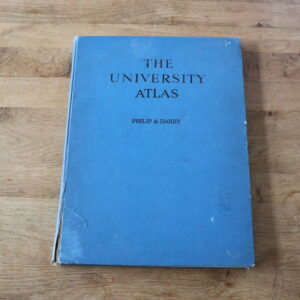 THE
UNIVERSITY
ATLAS
PHILIP & DARBY